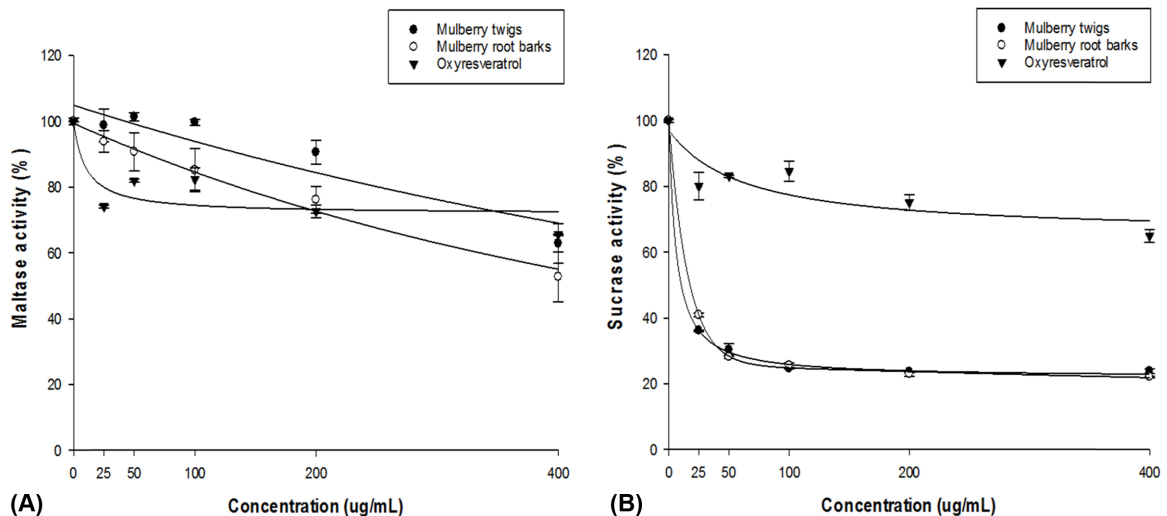 Mulberry twigs
Mulberry root barks
Oxyresveratrol
120
100
80
60
40
20
0
Maltase activity (% )
0 25 50 100 200 400
Concentration (ug/mL)
(A)
Mulberry twigs
Mulberry root barks
Oxyresveratrol
120
100
80
60
40
20
0
Sucrase activity (% )
0 25 50 100 200 400
Concentration (ug/mL)
(B)